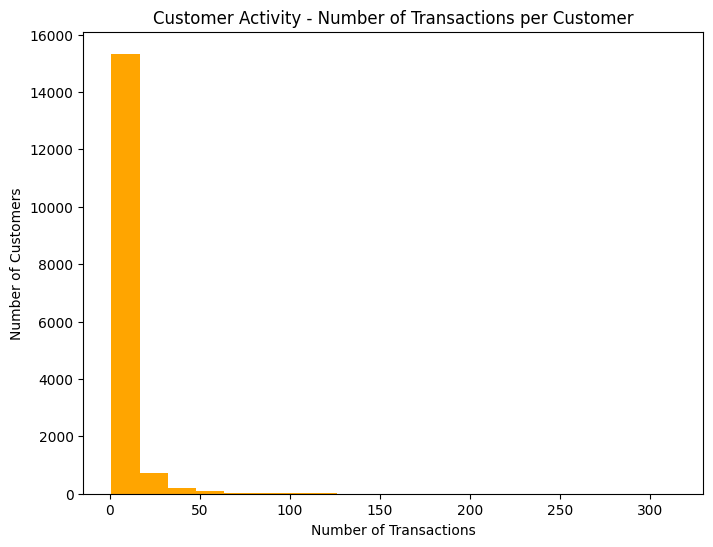 Customer Activity - Number of Transactions per Customer
16000
14000
12000
10000
8000
6000
4000
2000
0
Number of Customers
0 50 100 150 200 250 300
Number of Transactions